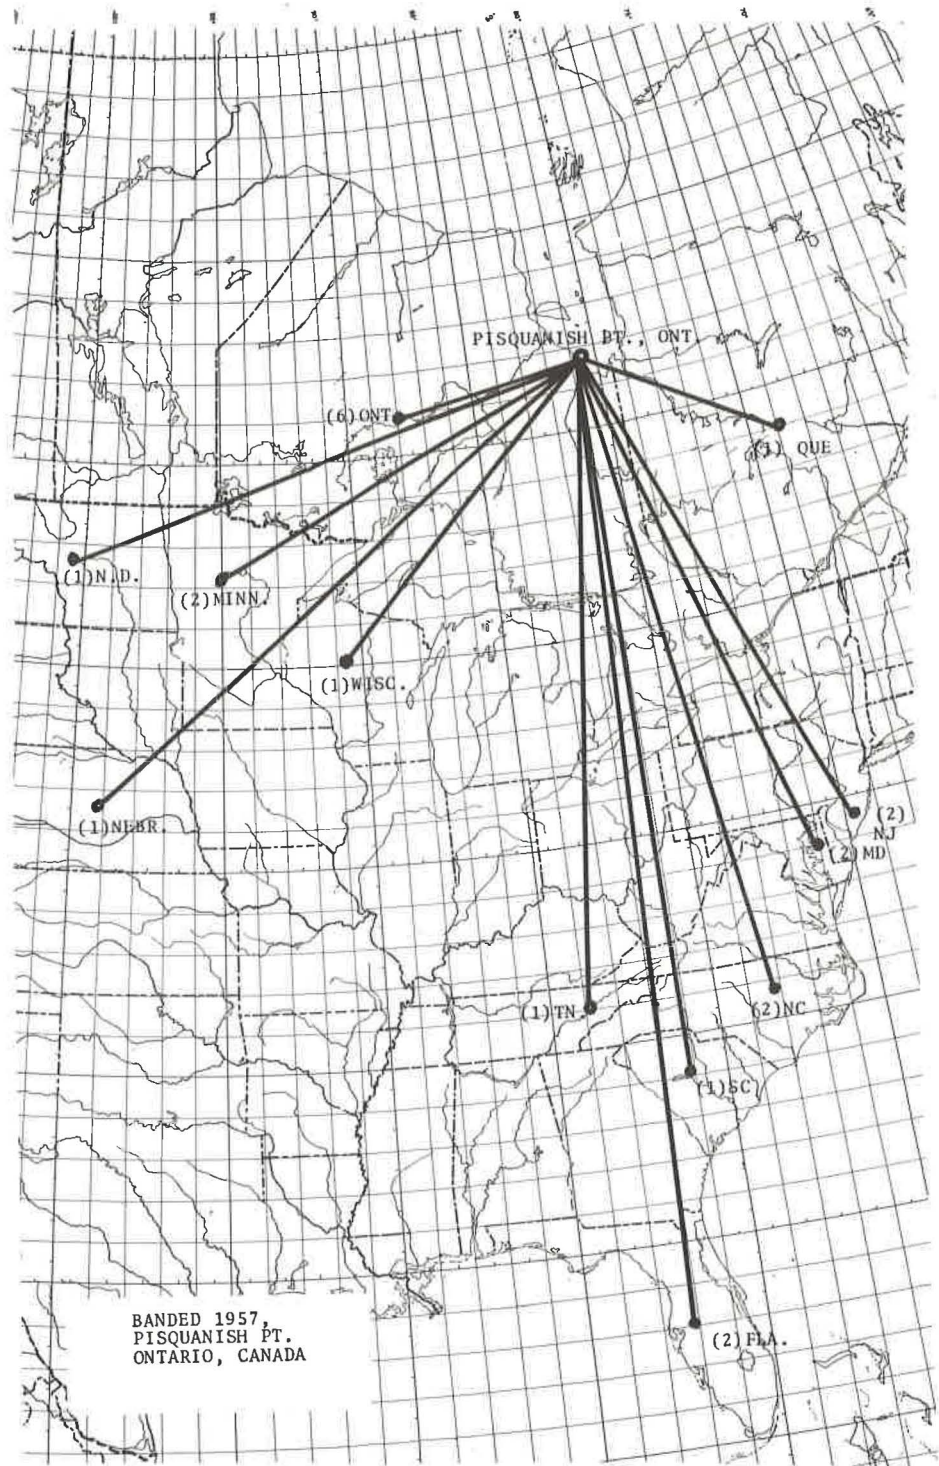 PISQUANISH PT., ONT.
(6)ONT.
(1) QUE
(1)N.D.
(2)MINN.
(1)WISC.
(1)NEBR.
(2)
NJ
(2)MD
(2)NC
(1)TN.
(1)SC
(2)FLA.
BANDED 1957,
PISQUANISH PT.
ONTARIO, CANADA